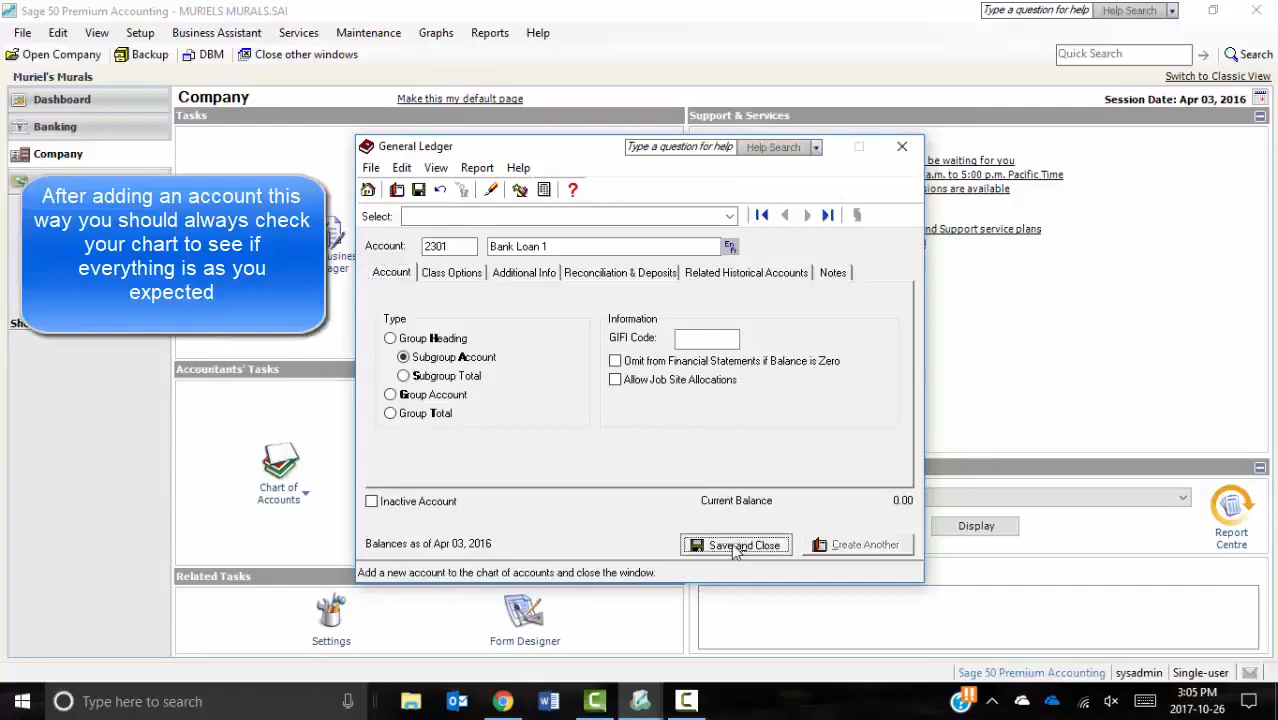 Sage 50 Premium Accounting - MURIELS MURALS.SAI
Type a question for help Help Search
File Edit View Setup Business Assistant Services Maintenance Graphs Reports Help
Open Company Backup DBM Close other windows Quick Search Search
Muriel's Murals Switch to Classic View
Dashboard Company Make this my default page Session Date: Apr 03, 2016
Tasks Support & Services
Banking
Company
General Ledger Type a question for help Help Search
File Edit View Report Help
be waiting for you
a.m. to 5:00 p.m. Pacific Time
sions are available
After adding an account this
way you should always check
your chart to see if
everything is as you
expected
Select:
and Support service plans
Account: 2301 Bank Loan 1 En Fr
Account Class Options Additional Info Reconciliation & Deposits Related Historical Accounts Notes
Type Information
Group Heading GIFI Code:
Subgroup Account Omit from Financial Statements if Balance is Zero
Subgroup Total Allow Job Site Allocations
Group Account
Group Total
Accountants' Tasks
Chart of
Accounts
Inactive Account Current Balance 0.00
Display
Report
Centre
Balances as of Apr 03, 2016 Save and Close Create Another
Add a new account to the chart of accounts and close the window.
Related Tasks
Settings Form Designer
Sage 50 Premium Accounting sysadmin Single-user
Type here to search
3:05 PM
2017-10-26